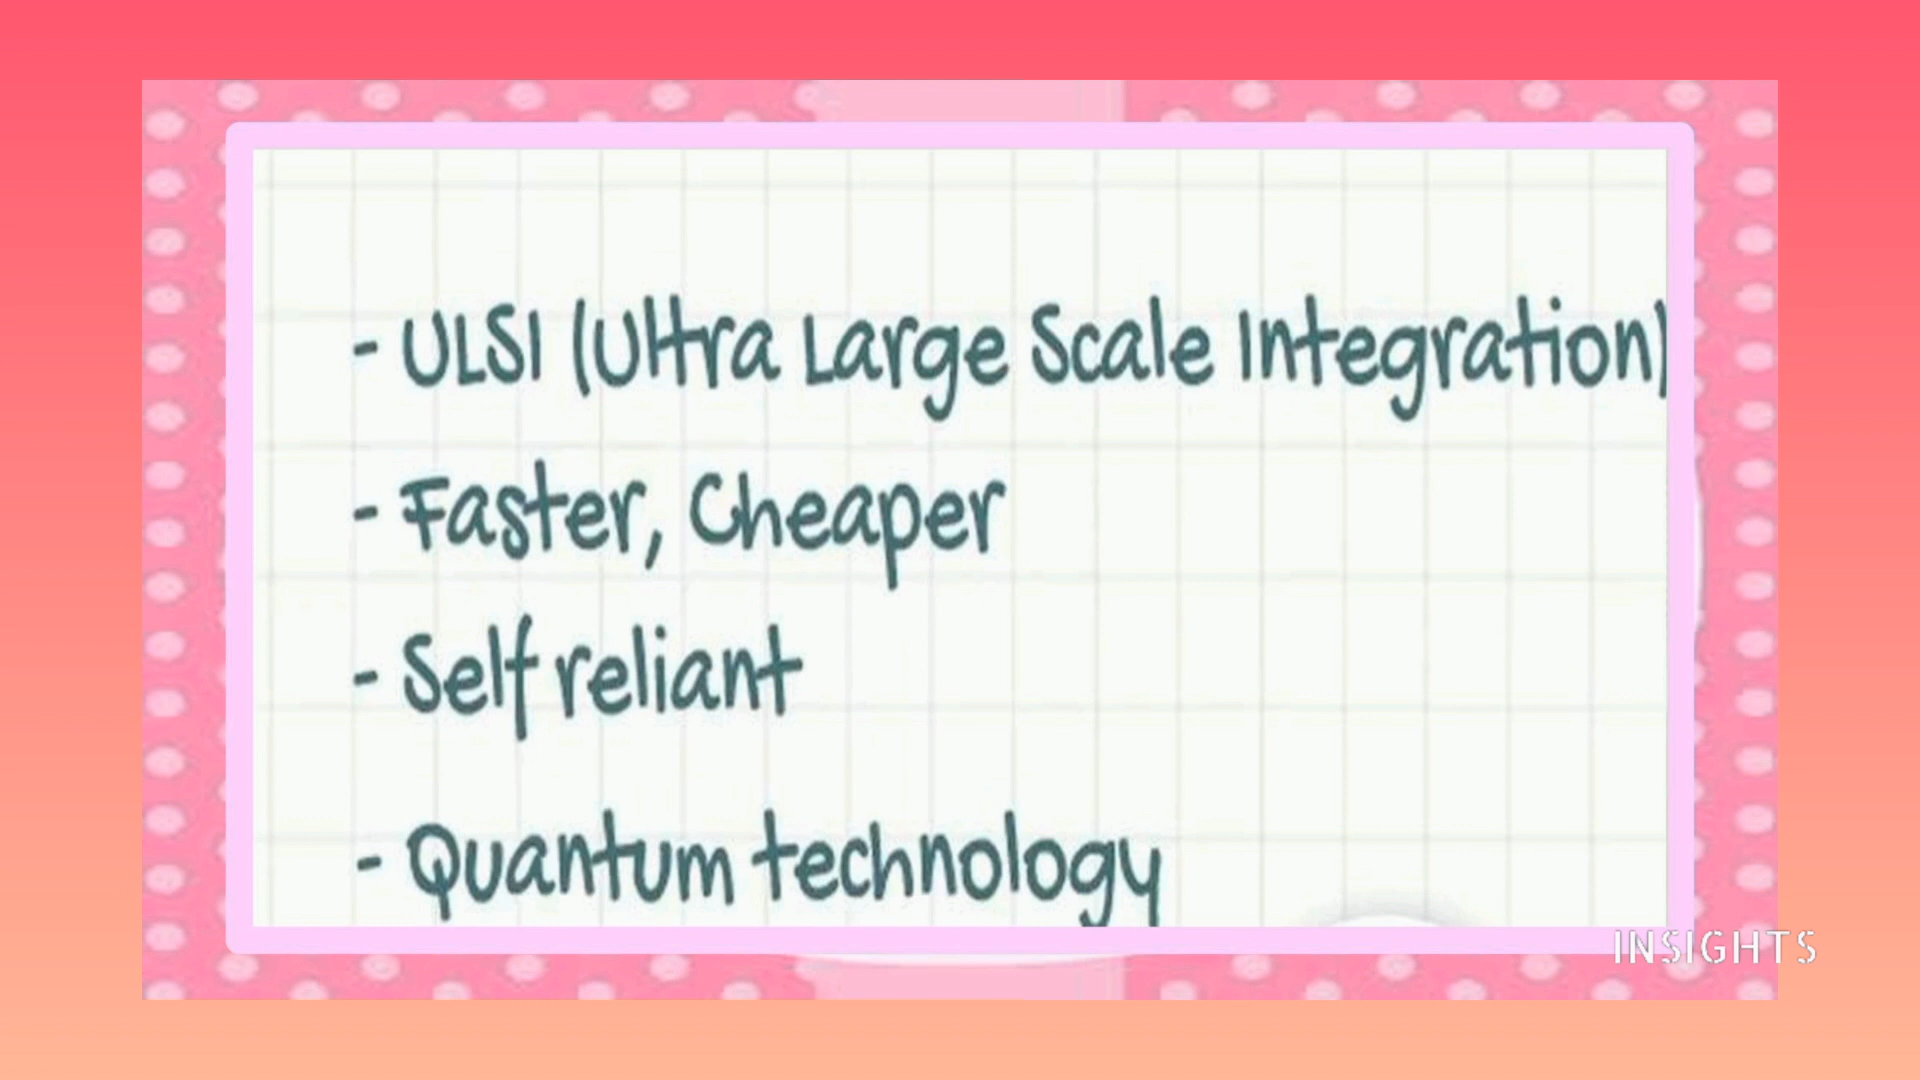 - ULSI (Ultra Large Scale Integration)
- Faster, Cheaper
- Self reliant
- Quantum technology
INSIGHTS